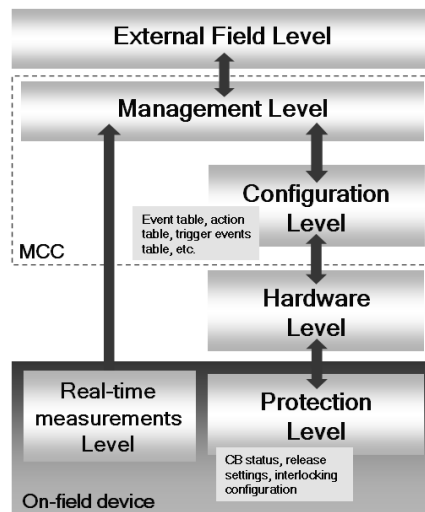 External Field Level
Management Level
Configuration
Level
Event table, action
table, trigger events
table, etc.
MCC
Hardware
Level
Real-time
measurements
Level
Protection
Level
CB status, release
settings, interlocking
configuration
On-field device